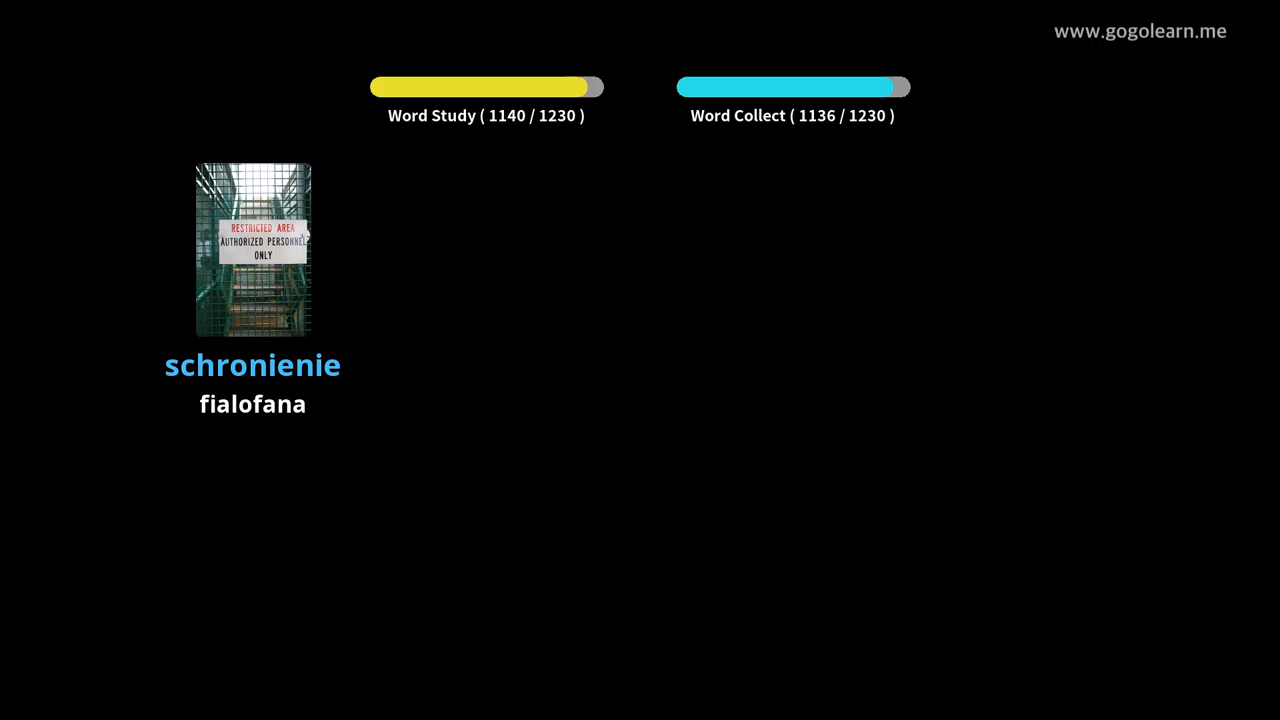 www.gogolearn.me
Word Study ( 1140 / 1230 )
Word Collect ( 1136 / 1230 )
RESTRICTED AREA
AUTHORIZED PERSONNEL
ONLY
schronienie
fialofana